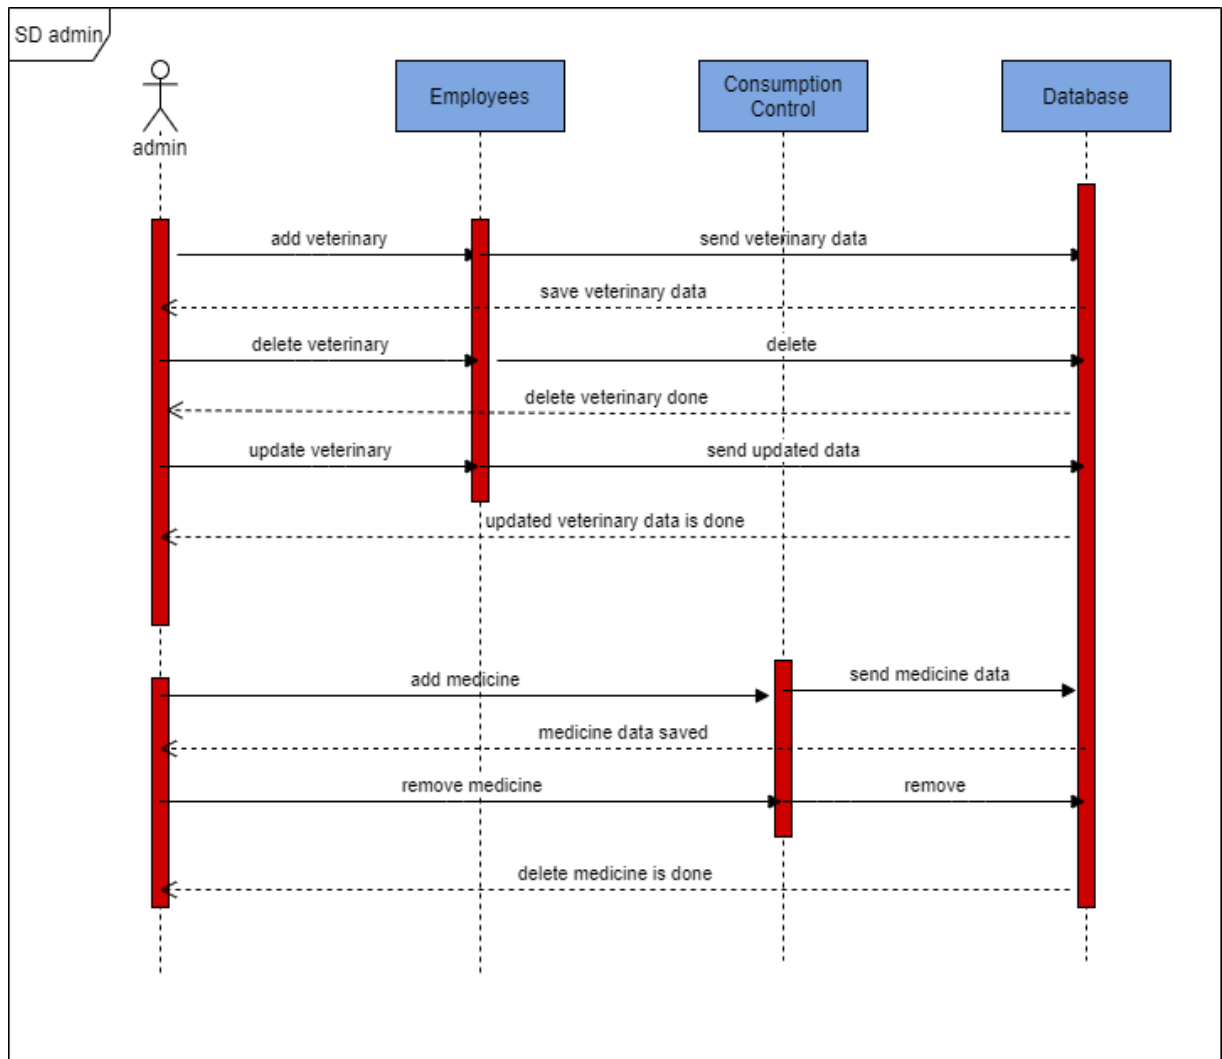 SD admin
admin
Employees
Consumption
Control
Database
add veterinary
send veterinary data
save veterinary data
delete veterinary
delete
delete veterinary done
update veterinary
send updated data
updated veterinary data is done
add medicine
send medicine data
medicine data saved
remove medicine
remove
delete medicine is done